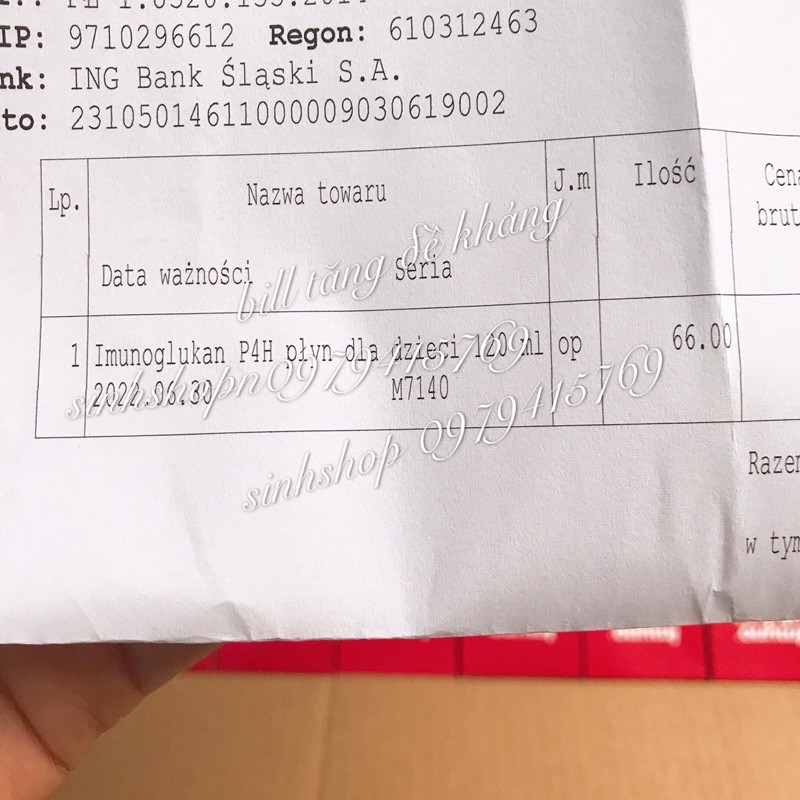 IP: 9710296612 Regon: 610312463
nk: ING Bank Śląski S.A.
to: 23105014611000009030619002
Lp. Nazwa towaru J.m Ilość Cena
brut
Data ważności Seria
bill tăng đề kháng
1 Imunoglukan P4H płyn dla dzieci 120 ml op 66.00
2022.06.30 M7140
sinhshopn0979415769
sinhshop 0979415769
Razem
w tym